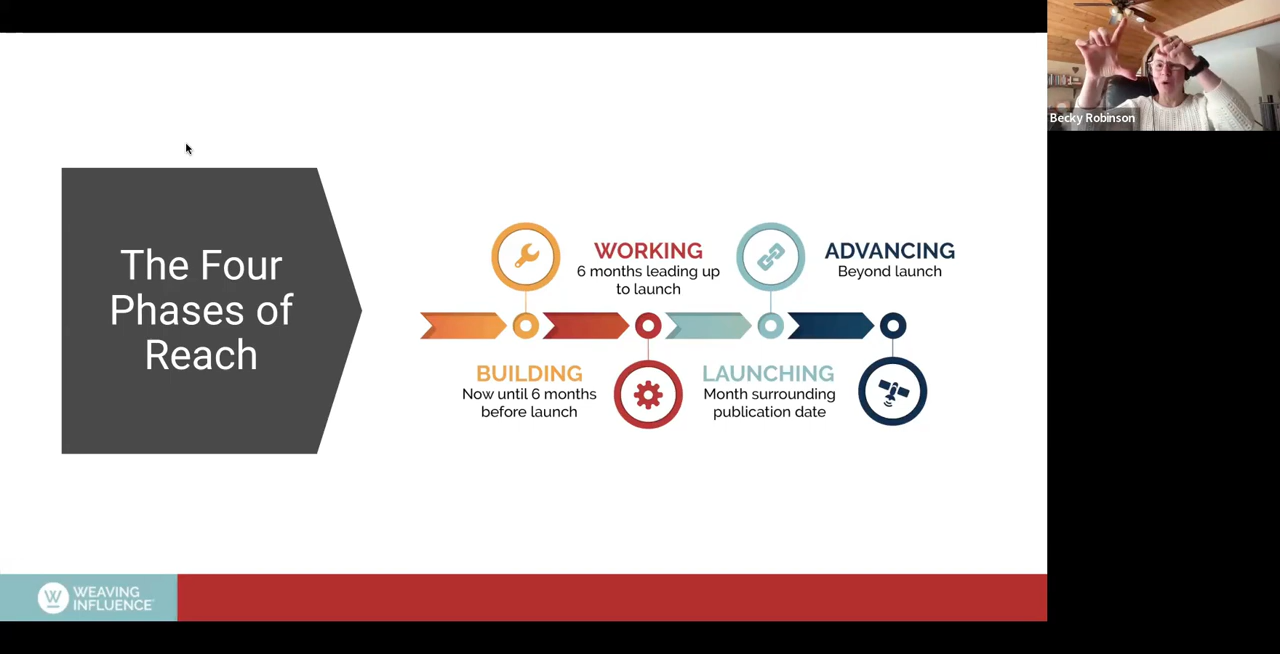 The Four
Phases of
Reach
BUILDING
Now until 6 months
before launch
WORKING
6 months leading up
to launch
LAUNCHING
Month surrounding
publication date
ADVANCING
Beyond launch
WEAVING
INFLUENCE
Becky Robinson